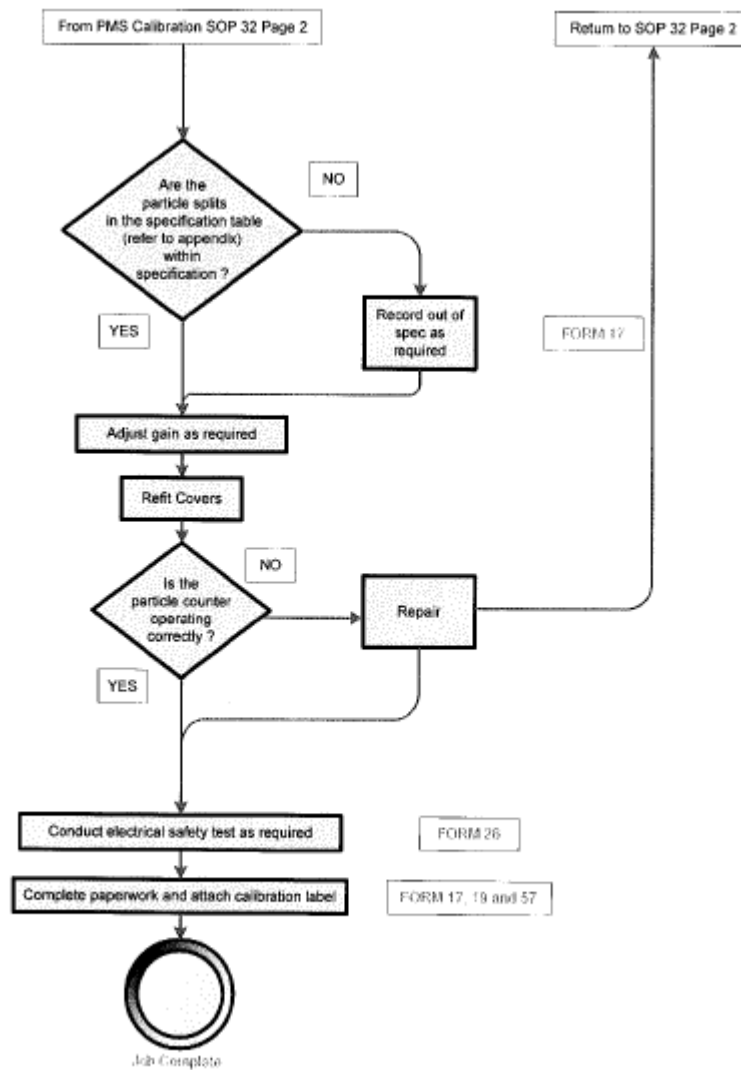 From PMS Calibration SOP 32 Page 2
Return to SOP 32 Page 2
Are the
particle splits
in the specification table
(refer to appendix)
within
specification ?
NO
YES
Record out of
spec as
required
FORM 17
Adjust gain as required
Refit Covers
NO
Is the
particle counter
operating
correctly ?
Repair
YES
Conduct electrical safety test as required
FORM 26
Complete paperwork and attach calibration label
FORM 17, 19 and 57
Job Complete